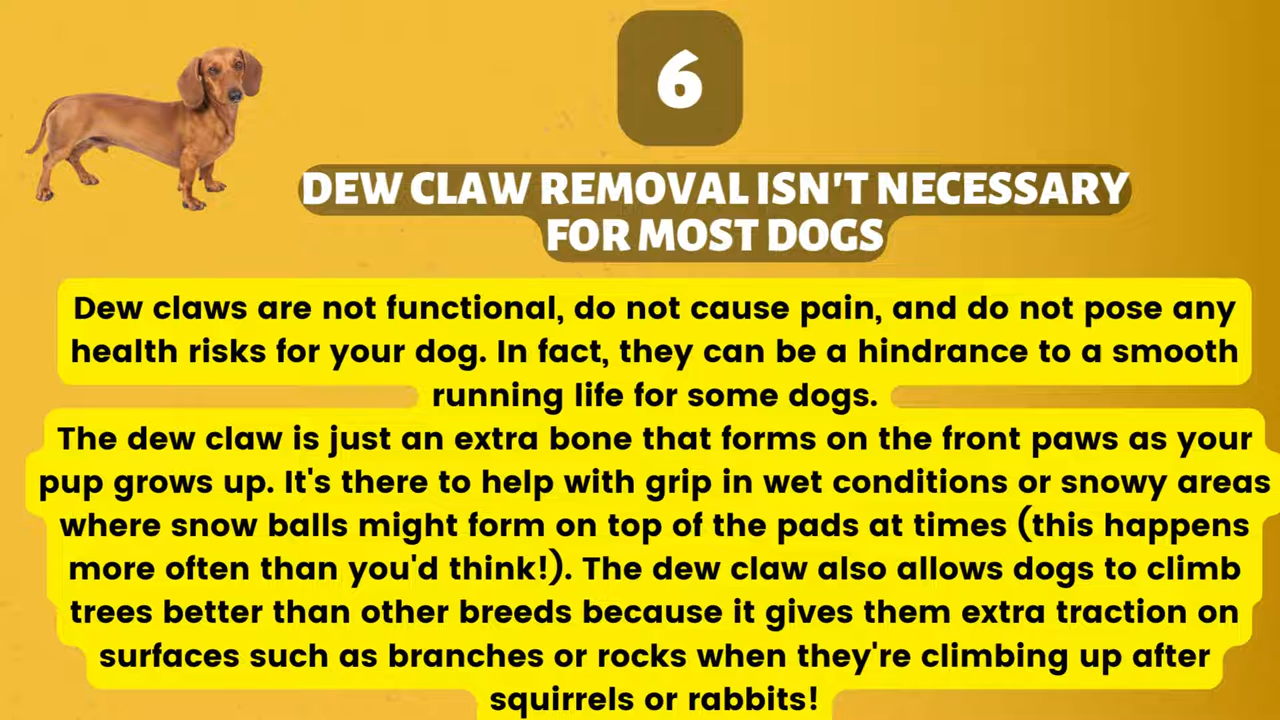 6
DEW CLAW REMOVAL ISN'T NECESSARY
FOR MOST DOGS
Dew claws are not functional, do not cause pain, and do not pose any
health risks for your dog. In fact, they can be a hindrance to a smooth
running life for some dogs.
The dew claw is just an extra bone that forms on the front paws as your
pup grows up. It's there to help with grip in wet conditions or snowy areas
where snow balls might form on top of the pads at times (this happens
more often than you'd think!). The dew claw also allows dogs to climb
trees better than other breeds because it gives them extra traction on
surfaces such as branches or rocks when they're climbing up after
squirrels or rabbits!